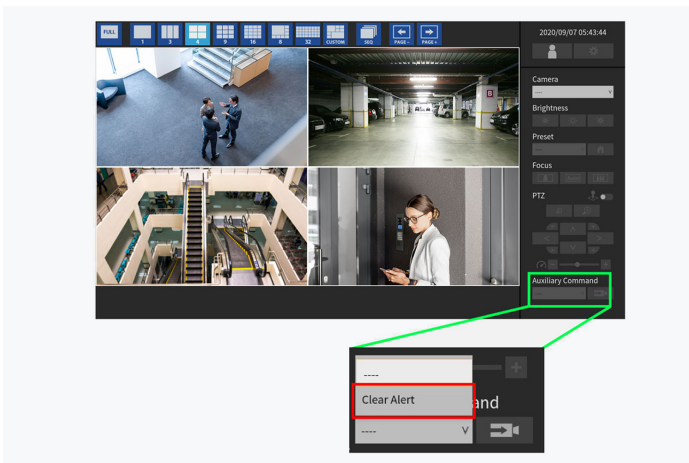 FULL
1
3
4
9
16
8
32
CUSTOM
SEQ
PAGE -
PAGE +
2020/09/07 05:43:44
Camera
---- v
Brightness
Preset
----
Focus
PTZ
B
Auxiliary Command
----
----
Clear Alert
and
---- v